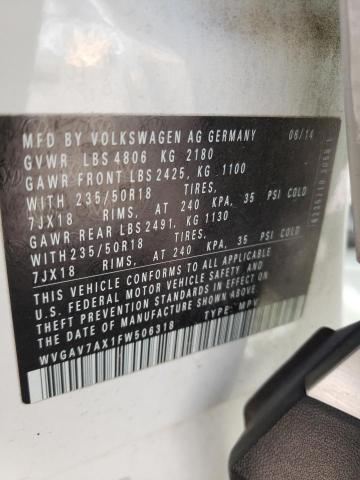 MFD BY VOLKSWAGEN AG GERMANY 06/14
GVWR LBS 4806 KG 2180
GAWR FRONT LBS 2425, KG 1100
WITH 235/50R18 TIRES,
7JX18 RIMS, AT 240 KPA, 35 PSI COLD
GAWR REAR LBS 2491, KG 1130
WITH 235/50R18 TIRES,
7JX18 RIMS, AT 240 KPA, 35 PSI COLD
THIS VEHICLE CONFORMS TO ALL APPLICABLE
U.S. FEDERAL MOTOR VEHICLE SAFETY AND
THEFT PREVENTION STANDARDS IN EFFECT ON
THE DATE OF MANUFACTURE SHOWN ABOVE.
WVGAV7AX1FW506318 TYPE: MPV